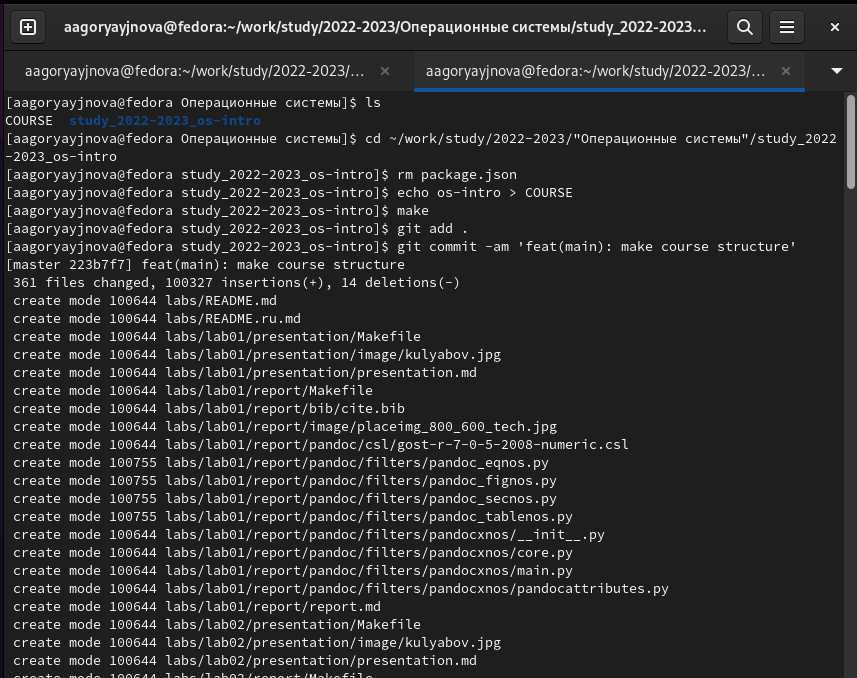 aagoryayjnova@fedora:~/work/study/2022-2023/Операционные системы/study_2022-2023...
aagoryayjnova@fedora:~/work/study/2022-2023/... ×
aagoryayjnova@fedora:~/work/study/2022-2023/... ×
[aagoryayjnova@fedora Операционные системы]$ ls
COURSE  study_2022-2023_os-intro
[aagoryayjnova@fedora Операционные системы]$ cd ~/work/study/2022-2023/"Операционные системы"/study_2022
-2023_os-intro
[aagoryayjnova@fedora study_2022-2023_os-intro]$ rm package.json
[aagoryayjnova@fedora study_2022-2023_os-intro]$ echo os-intro > COURSE
[aagoryayjnova@fedora study_2022-2023_os-intro]$ make
[aagoryayjnova@fedora study_2022-2023_os-intro]$ git add .
[aagoryayjnova@fedora study_2022-2023_os-intro]$ git commit -am 'feat(main): make course structure'
[master 223b7f7] feat(main): make course structure
 361 files changed, 100327 insertions(+), 14 deletions(-)
 create mode 100644 labs/README.md
 create mode 100644 labs/README.ru.md
 create mode 100644 labs/lab01/presentation/Makefile
 create mode 100644 labs/lab01/presentation/image/kulyabov.jpg
 create mode 100644 labs/lab01/presentation/presentation.md
 create mode 100644 labs/lab01/report/Makefile
 create mode 100644 labs/lab01/report/bib/cite.bib
 create mode 100644 labs/lab01/report/image/placeimg_800_600_tech.jpg
 create mode 100644 labs/lab01/report/pandoc/csl/gost-r-7-0-5-2008-numeric.csl
 create mode 100755 labs/lab01/report/pandoc/filters/pandoc_eqnos.py
 create mode 100755 labs/lab01/report/pandoc/filters/pandoc_fignos.py
 create mode 100755 labs/lab01/report/pandoc/filters/pandoc_secnos.py
 create mode 100755 labs/lab01/report/pandoc/filters/pandoc_tablenos.py
 create mode 100644 labs/lab01/report/pandoc/filters/pandocxnos/__init__.py
 create mode 100644 labs/lab01/report/pandoc/filters/pandocxnos/core.py
 create mode 100644 labs/lab01/report/pandoc/filters/pandocxnos/main.py
 create mode 100644 labs/lab01/report/pandoc/filters/pandocxnos/pandocattributes.py
 create mode 100644 labs/lab01/report/report.md
 create mode 100644 labs/lab02/presentation/Makefile
 create mode 100644 labs/lab02/presentation/image/kulyabov.jpg
 create mode 100644 labs/lab02/presentation/presentation.md
 create mode 100644 labs/lab02/report/Makefile